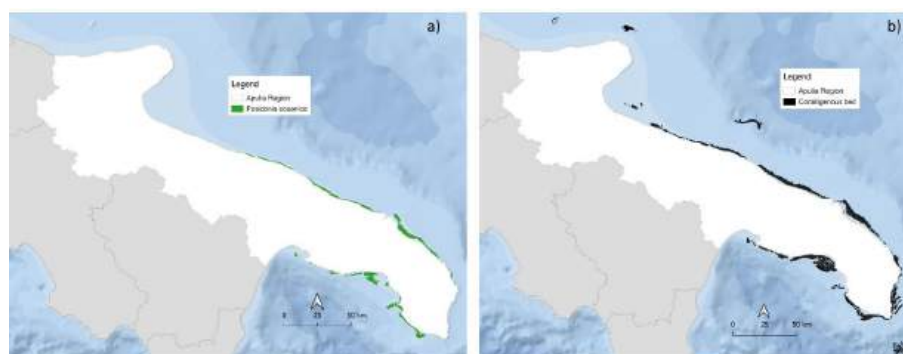 a)
Legend
Apulia Region
Posidonia oceanica
0 25 50 km
b)
Legend
Apulia Region
Coralligenous bed
0 25 50 km